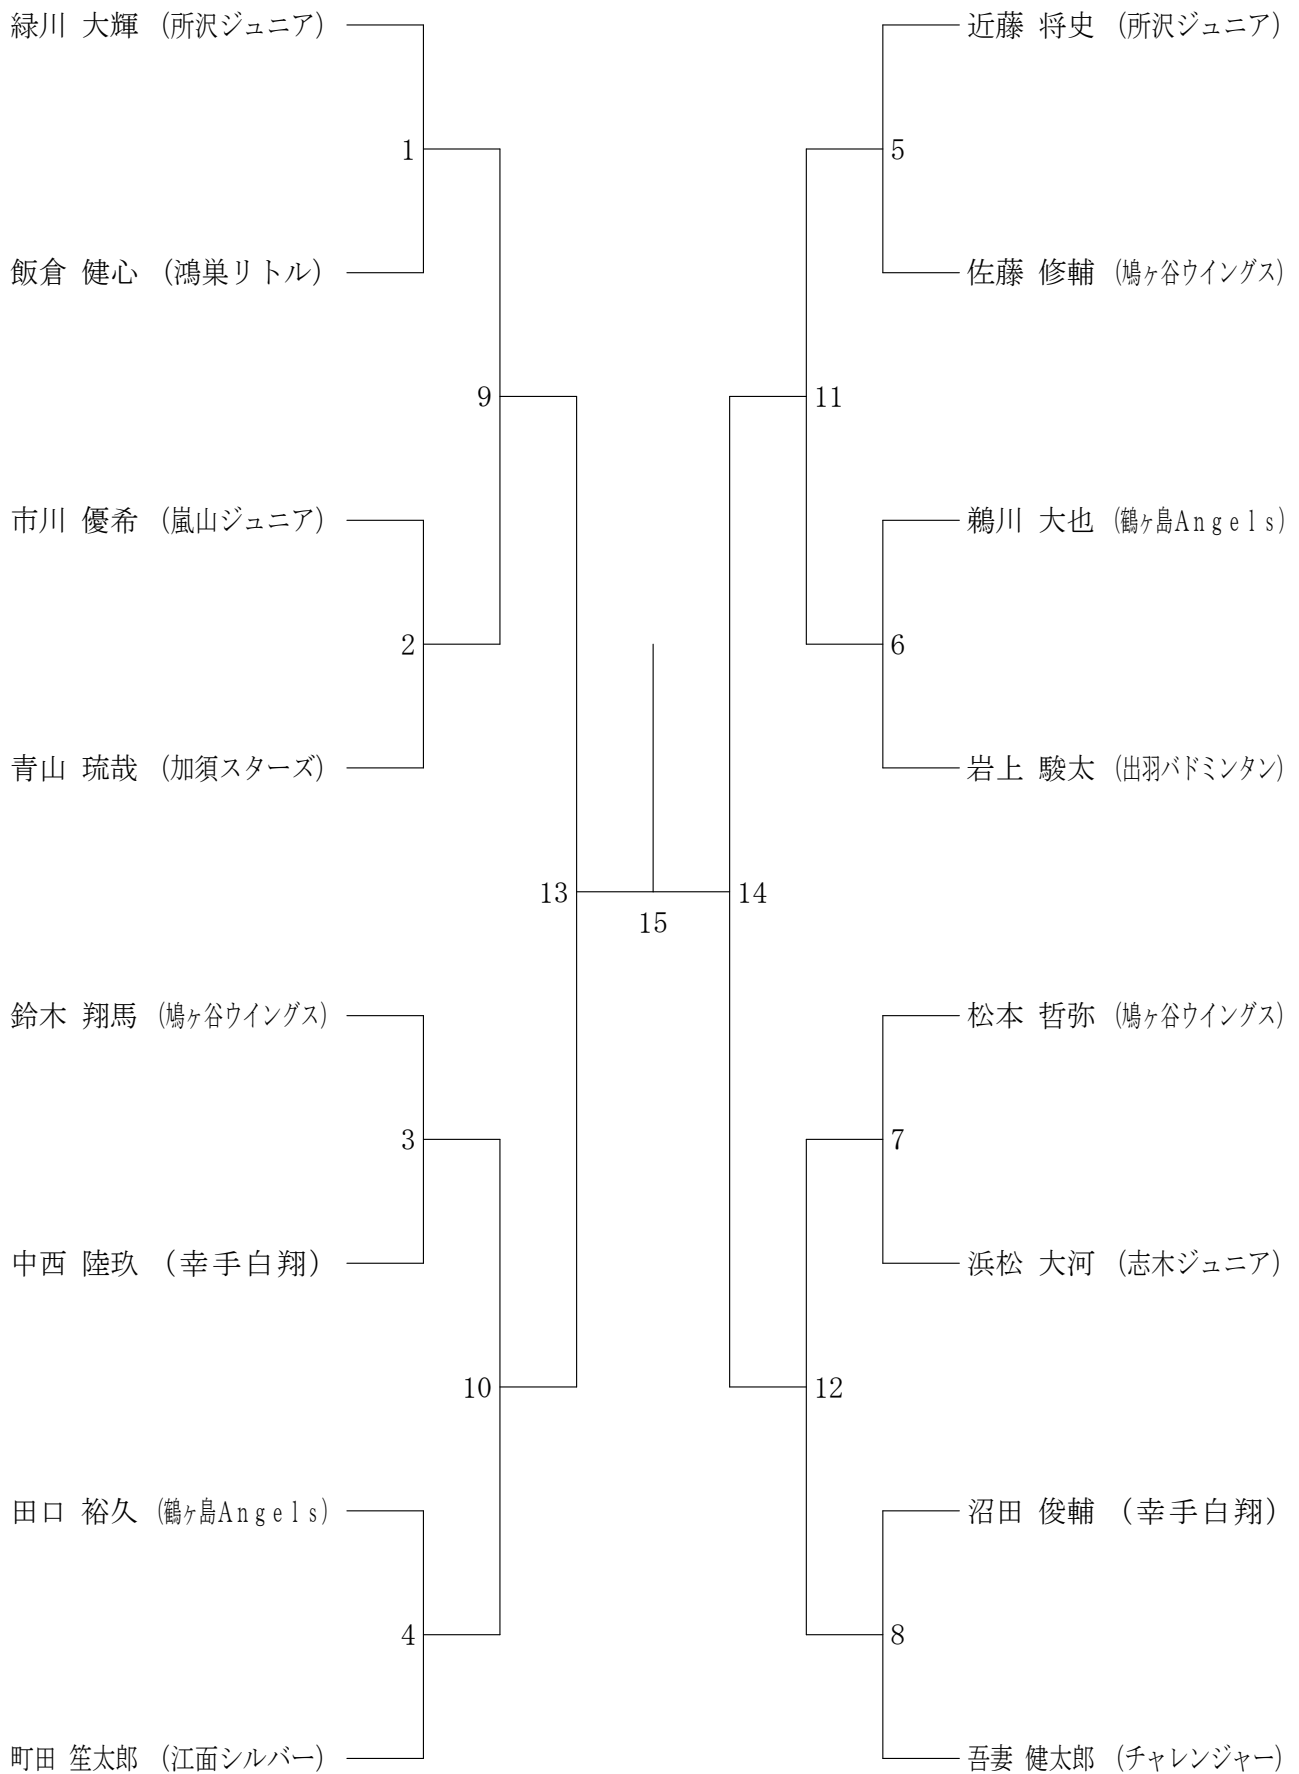 緑川 大輝 (所沢ジュニア)
1
飯倉 健心 (鴻巣リトル)
9
市川 優希 (嵐山ジュニア)
2
青山 琉哉 (加須スターズ)
13
鈴木 翔馬 (鳩ヶ谷ウイングス)
3
中西 陸玖 (幸手白翔)
10
田口 裕久 (鶴ヶ島Angels)
4
町田 笙太郎 (江面シルバー)
15
近藤 将史 (所沢ジュニア)
5
佐藤 修輔 (鳩ヶ谷ウイングス)
11
鵜川 大也 (鶴ヶ島Angels)
6
岩上 駿太 (出羽バドミンタン)
14
松本 哲弥 (鳩ヶ谷ウイングス)
7
浜松 大河 (志木ジュニア)
12
沼田 俊輔 (幸手白翔)
8
吾妻 健太郎 (チャレンジャー)